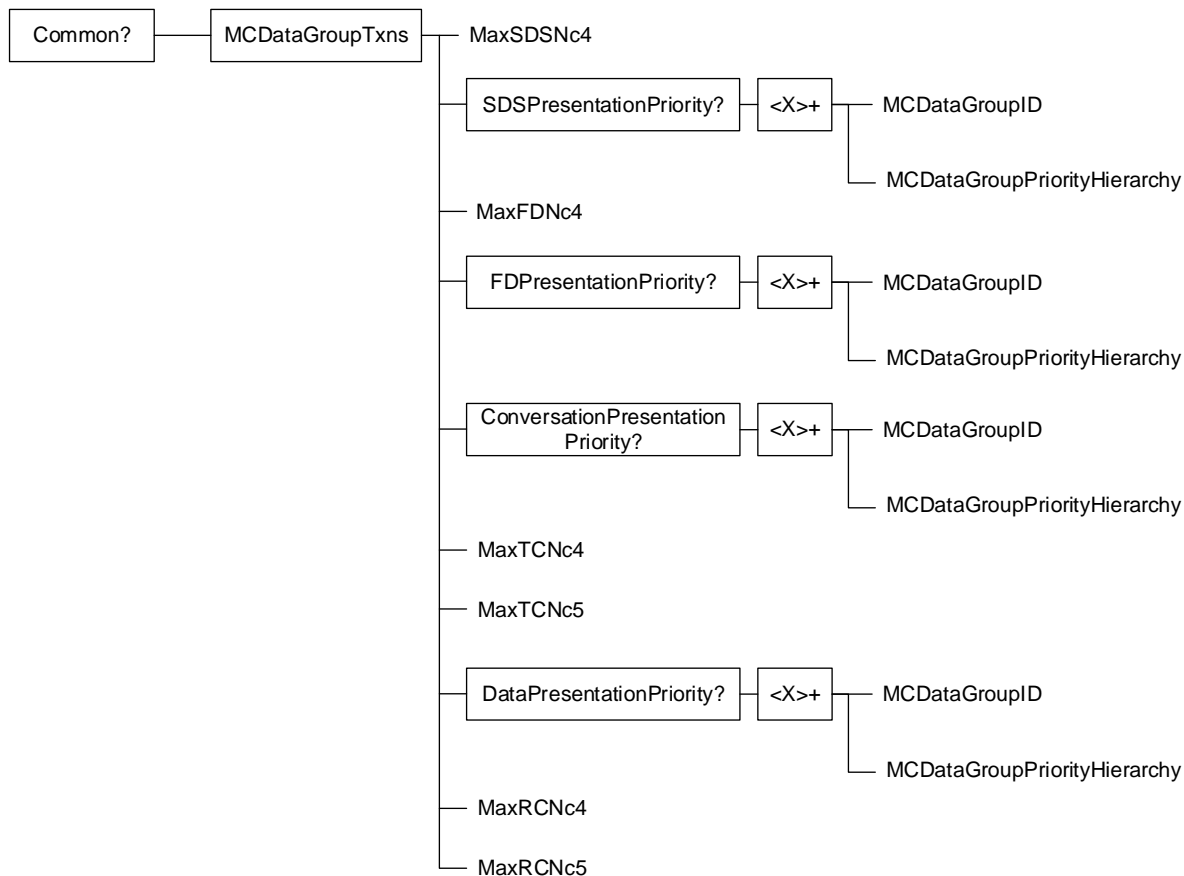 Common?
MCDataGroupTxns
MaxSDSNc4
SDSPresentationPriority?
<X>+
MCDataGroupID
MCDataGroupPriorityHierarchy
MaxFDNc4
FDPresentationPriority?
<X>+
MCDataGroupID
MCDataGroupPriorityHierarchy
ConversationPresentation
Priority?
<X>+
MCDataGroupID
MCDataGroupPriorityHierarchy
MaxTCNc4
MaxTCNc5
DataPresentationPriority?
<X>+
MCDataGroupID
MCDataGroupPriorityHierarchy
MaxRCNc4
MaxRCNc5